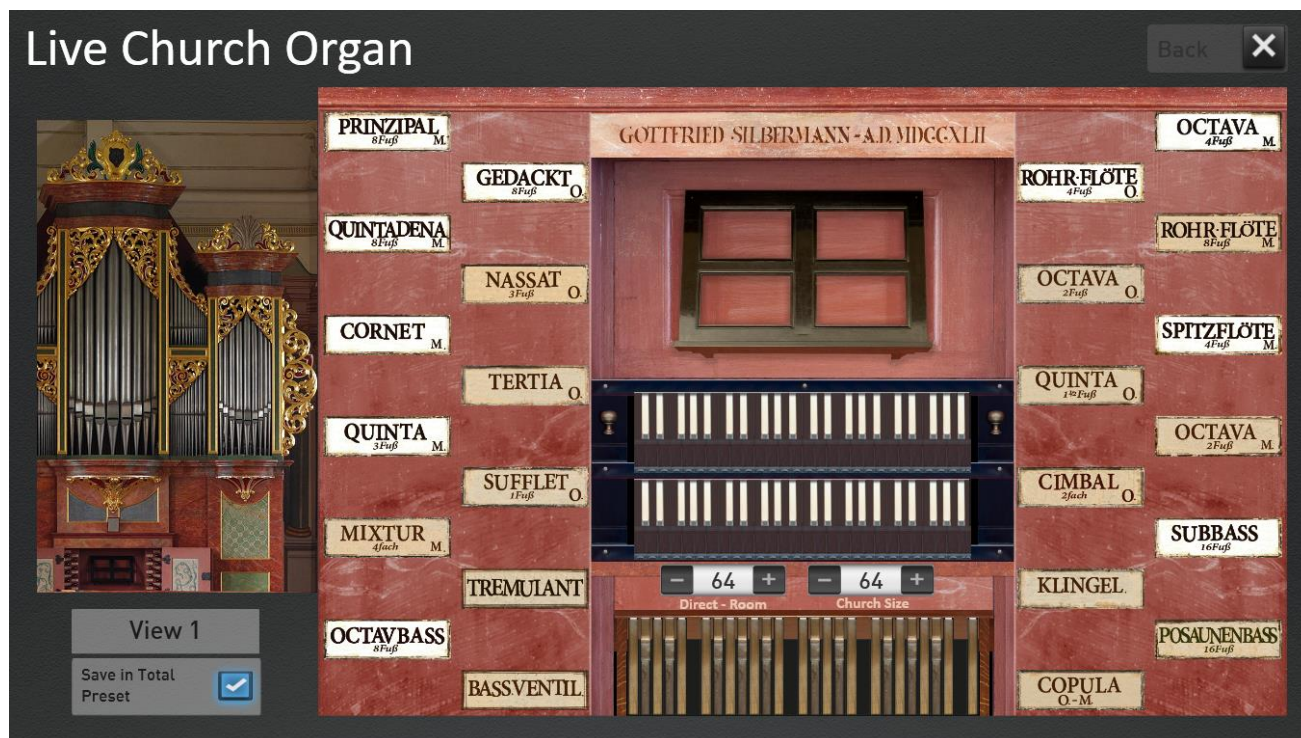 Live Church Organ
Back
PRINZIPAL
8Fuß M.
GEDACKT
8Fuß O.
QUINTADENA
8Fuß M.
NASSAT
3Fuß O.
CORNET
M.
TERTIA
O.
QUINTA
3Fuß M.
SUFFLET
1Fuß O.
MIXTUR
4fach M.
TREMULANT
OCTAVBASS
8Fuß
BASSVENTIL.
GOTTFRIED·SILBERMANN-A.D. MDCCXLII
- 64 +
Direct - Room
- 64 +
Church Size
OCTAVA
4Fuß M.
ROHR·FLÖTE
4Fuß O.
ROHR·FLÖTE
8Fuß M.
OCTAVA
2Fuß O.
SPITZFLÖTE
4Fuß M.
QUINTA
O.
OCTAVA
2Fuß M.
CIMBAL
2fach O.
SUBBASS
16Fuß
KLINGEL.
POSAUNENBASS
16Fuß
COPULA
O.-M.
View 1
Save in Total
Preset